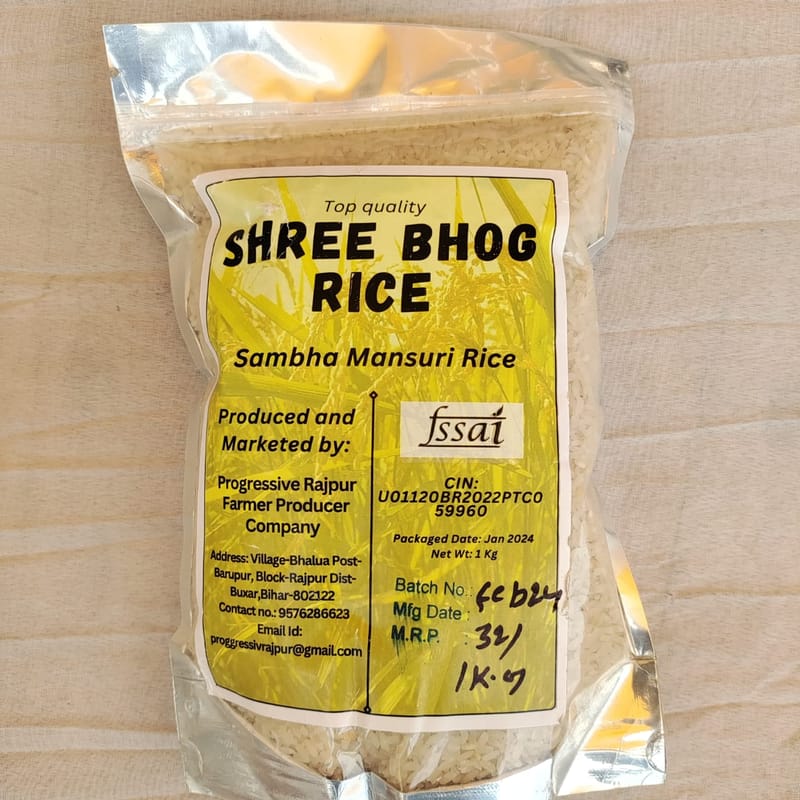 Top quality
SHREE BHOG
RICE
Sambha Mansuri Rice
Produced and
Marketed by:
Progressive Rajpur
Farmer Producer
Company
Address: Village-Bhalua Post-
Barupur, Block-Rajpur Dist-
Buxar,Bihar-802122
Contact no.: 9576286623
Email Id:
proggressivrajpur@gmail.com
fssai
CIN:
U01120BR2022PTC0
59960
Packaged Date: Jan 2024
Net Wt: 1 Kg
Batch No.:
Mfg Date :
M.R.P. : 32/
1K.g